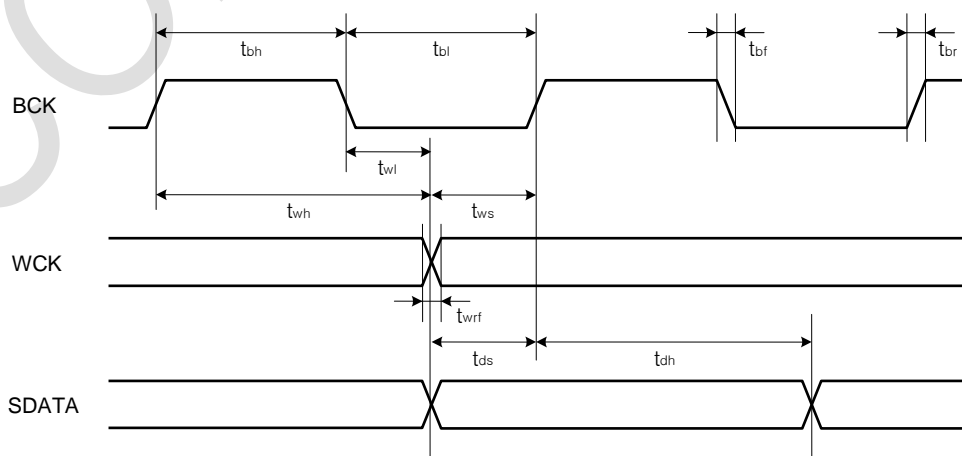 tbh tbl tbf tbr
BCK
twl
twh tws
WCK
twrf
tds tdh
SDATA